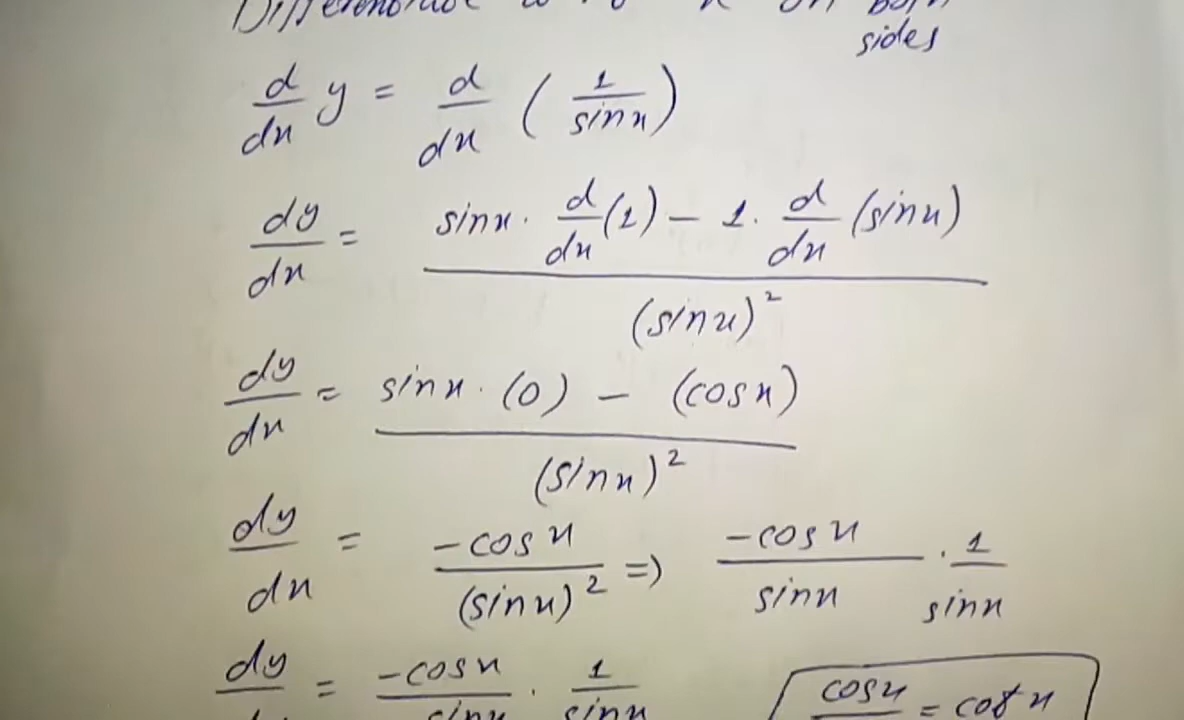 sides
d/dx y = d/dx ( 1/sinx )
dy/dx = sinx · d/dx (1) - 1 · d/dx (sinx) / (sinx)²
dy/dx = sinx · (0) - (cosx) / (sinx)²
dy/dx = -cosx / (sinx)² => -cosx / sinx · 1 / sinx
dy/dx = -cosx / sinx · 1 / sinx
cosx = cotx